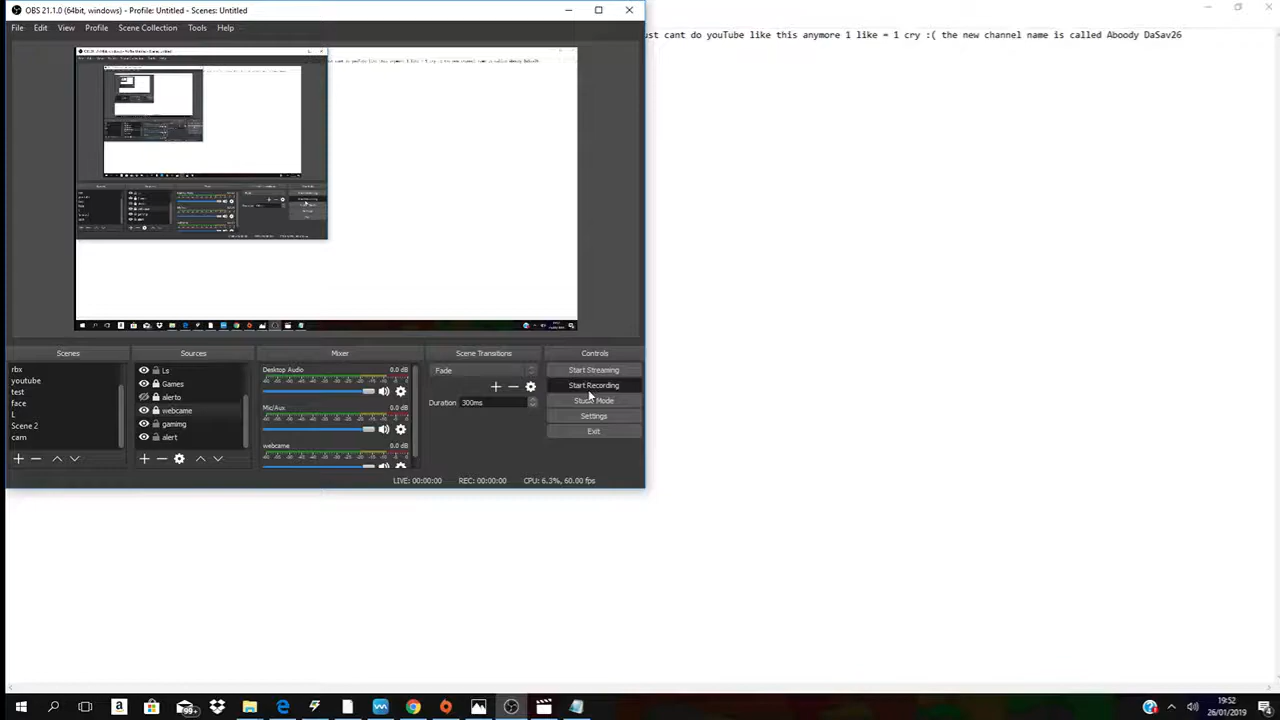 OBS 21.1.0 (64bit, windows) - Profile: Untitled - Scenes: Untitled
File Edit View Profile Scene Collection Tools Help
ust cant do youTube like this anymore 1 like = 1 cry :( the new channel name is called Aboody DaSav26
Scenes Sources Mixer Scene Transitions Controls
rbx
youtube
test
face
L
Scene 2
cam
Ls
Games
alerto
webcame
gaming
alert
Desktop Audio 0.0 dB
Mic/Aux 0.0 dB
webcame 0.0 dB
Fade
Duration 300ms
Start Streaming
Start Recording
Studio Mode
Settings
Exit
LIVE: 00:00:00 REC: 00:00:00 CPU: 6.3%, 60.00 fps
99+
19:52
26/01/2019